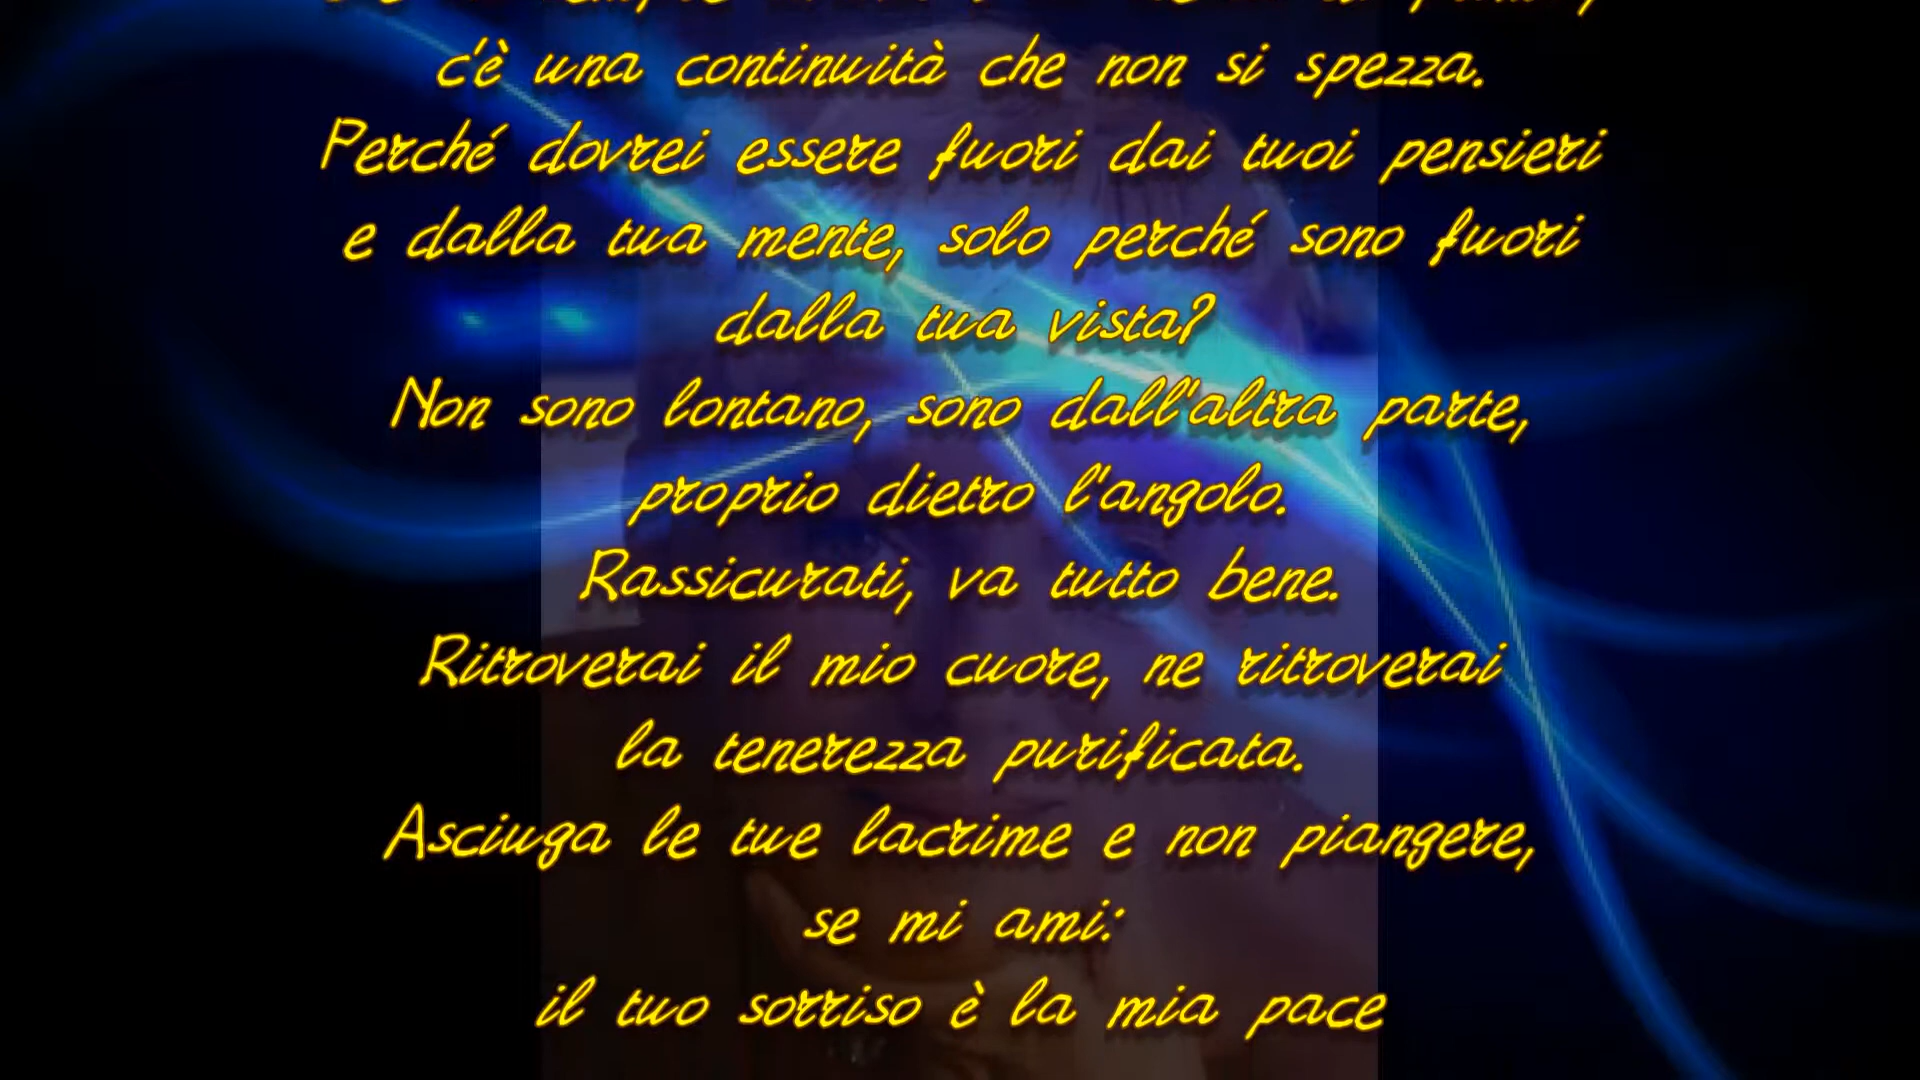 c'è una continuità che non si spezza.
Perché dovrei essere fuori dai tuoi pensieri
e dalla tua mente, solo perché sono fuori
dalla tua vista?
Non sono lontano, sono dall'altra parte,
proprio dietro l'angolo.
Rassicurati, va tutto bene.
Ritroverai il mio cuore, ne ritroverai
la tenerezza purificata.
Asciuga le tue lacrime e non piangere,
se mi ami:
il tuo sorriso è la mia pace